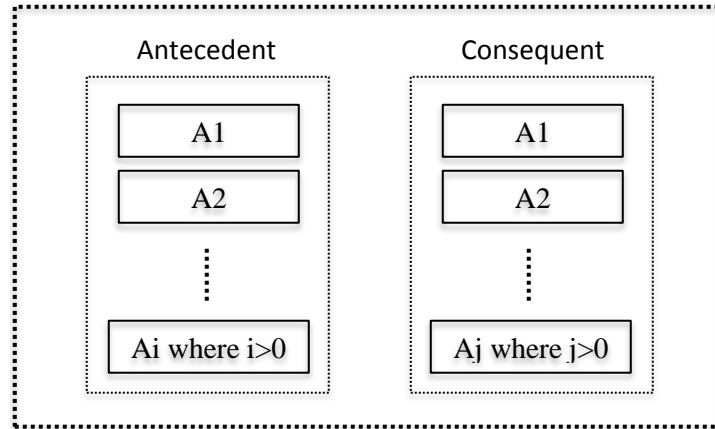 Antecedent
Consequent
A1
A1
A2
A2
Ai where i>0
Aj where j>0